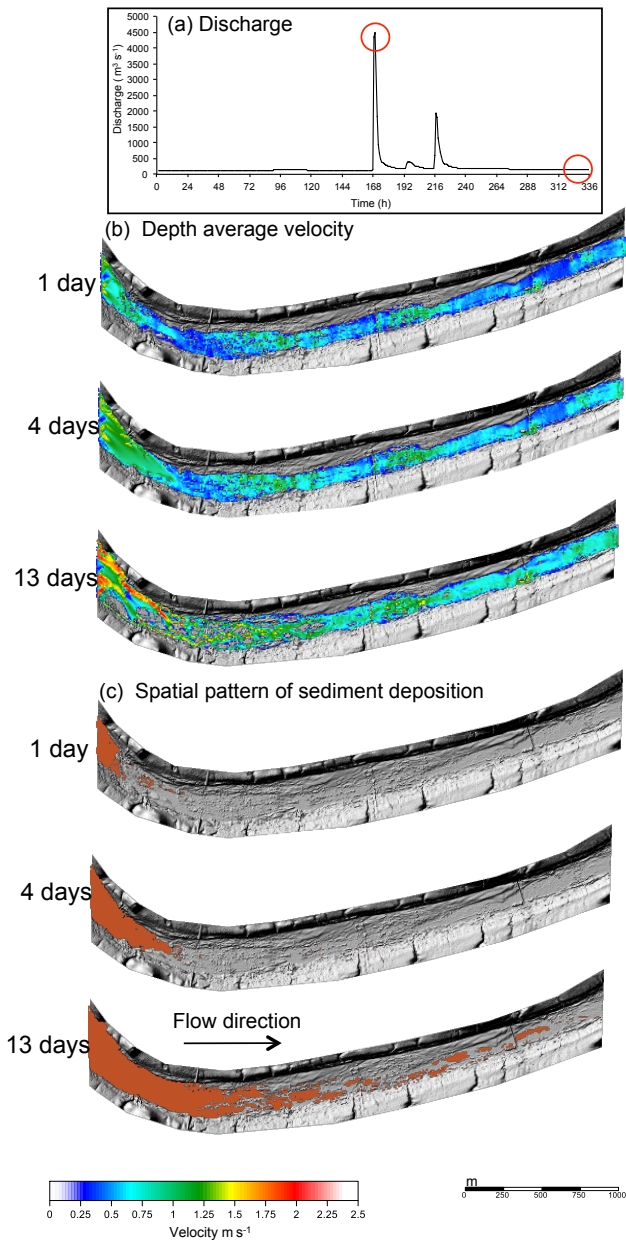 (a) Discharge
Discharge ( m³ s⁻¹)
5000
4500
4000
3500
3000
2500
2000
1500
1000
500
0
0 24 48 72 96 120 144 168 192 216 240 264 288 312 336
Time (h)
(b) Depth average velocity
1 day
4 days
13 days
(c) Spatial pattern of sediment deposition
1 day
4 days
13 days
Flow direction
0 0.25 0.5 0.75 1 1.25 1.5 1.75 2 2.25 2.5
Velocity m s⁻¹
m
0 250 500 750 1000